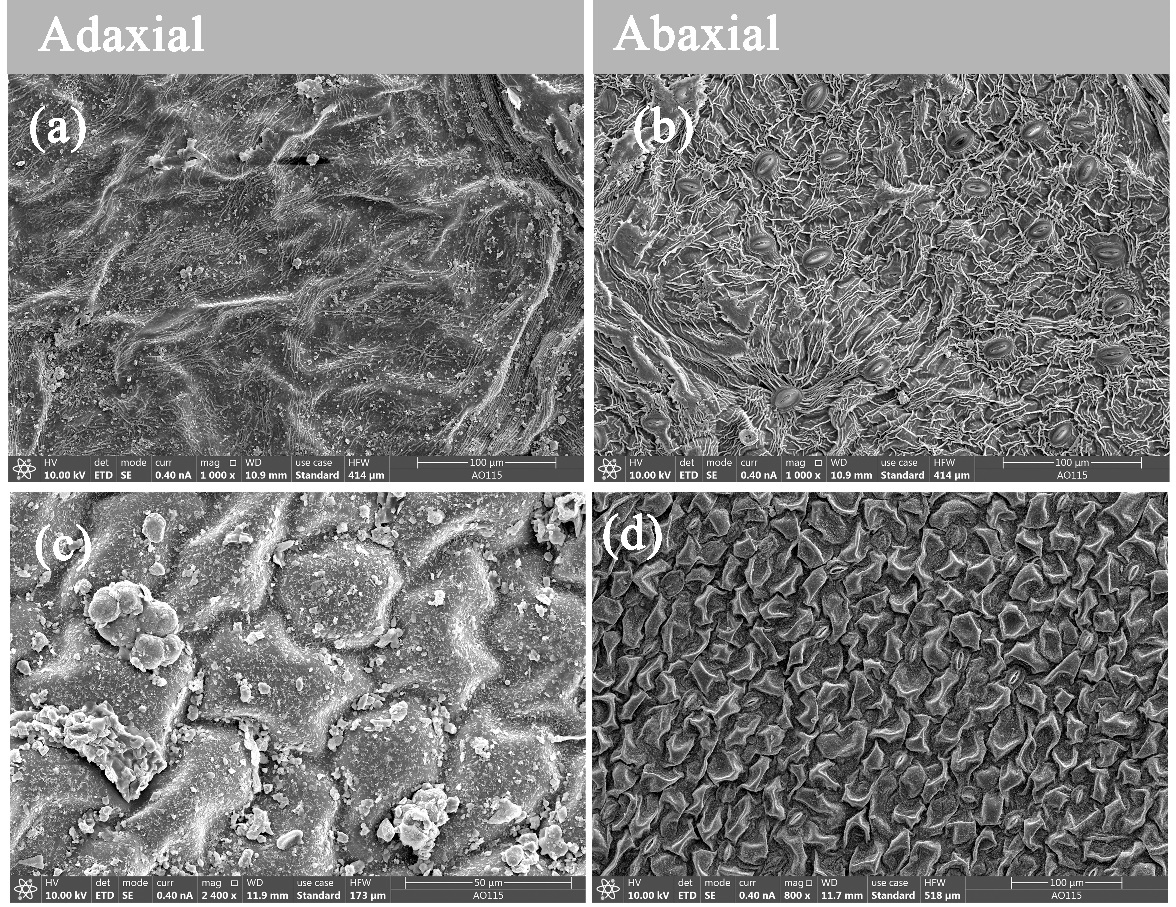 Adaxial
Abaxial
(a)
(b)
HV det mode curr mag □ WD use case HFW 100 µm
10.00 kV ETD SE 0.40 nA 1 000 x 10.9 mm Standard 414 µm AO115
HV det mode curr mag □ WD use case HFW 100 µm
10.00 kV ETD SE 0.40 nA 1 000 x 10.9 mm Standard 414 µm AO115
(c)
(d)
HV det mode curr mag □ WD use case HFW 50 µm
10.00 kV ETD SE 0.40 nA 2 400 x 11.9 mm Standard 173 µm AO115
HV det mode curr mag □ WD use case HFW 100 µm
10.00 kV ETD SE 0.40 nA 800 x 11.7 mm Standard 518 µm AO115